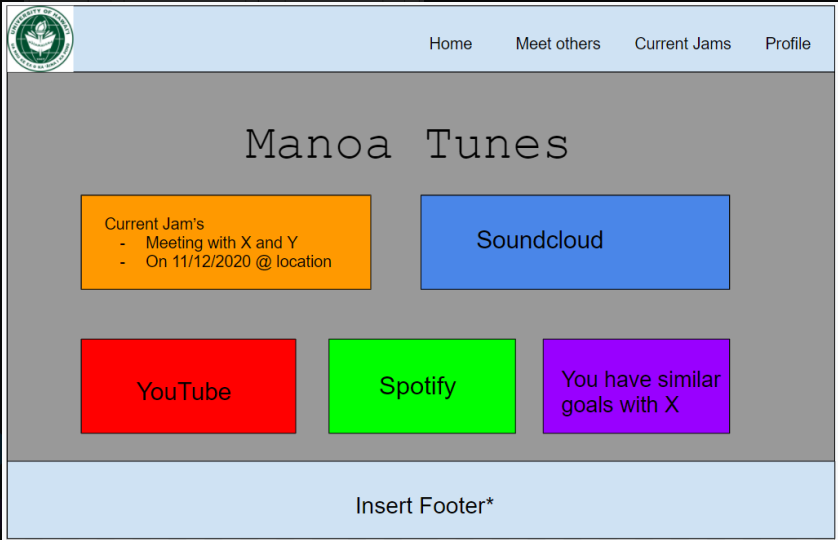 UNIVERSITY OF HAWAI'I
Home Meet others Current Jams Profile
Manoa Tunes
Current Jam's
- Meeting with X and Y
- On 11/12/2020 @ location
Soundcloud
YouTube
Spotify
You have similar
goals with X
Insert Footer*